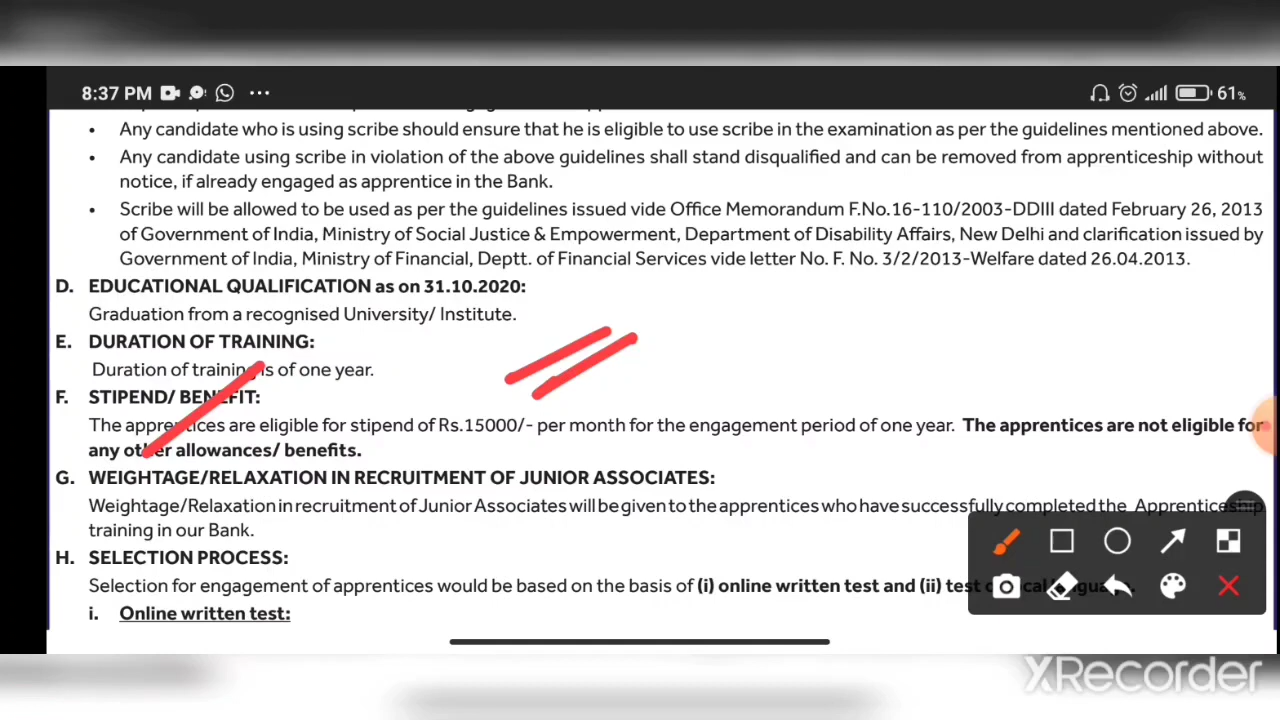 8:37 PM ... 61%
• Any candidate who is using scribe should ensure that he is eligible to use scribe in the examination as per the guidelines mentioned above.
• Any candidate using scribe in violation of the above guidelines shall stand disqualified and can be removed from apprenticeship without
notice, if already engaged as apprentice in the Bank.
• Scribe will be allowed to be used as per the guidelines issued vide Office Memorandum F.No.16-110/2003-DDIII dated February 26, 2013
of Government of India, Ministry of Social Justice & Empowerment, Department of Disability Affairs, New Delhi and clarification issued by
Government of India, Ministry of Financial, Deptt. of Financial Services vide letter No. F. No. 3/2/2013-Welfare dated 26.04.2013.
D. EDUCATIONAL QUALIFICATION as on 31.10.2020:
Graduation from a recognised University/ Institute.
E. DURATION OF TRAINING:
Duration of training is of one year.
F. STIPEND/ BENEFIT:
The apprentices are eligible for stipend of Rs.15000/- per month for the engagement period of one year. The apprentices are not eligible for
any other allowances/ benefits.
G. WEIGHTAGE/RELAXATION IN RECRUITMENT OF JUNIOR ASSOCIATES:
Weightage/Relaxation in recruitment of Junior Associates will be given to the apprentices who have successfully completed the Apprenticeship
training in our Bank.
H. SELECTION PROCESS:
Selection for engagement of apprentices would be based on the basis of (i) online written test and (ii) test
i. Online written test:
XRecorder